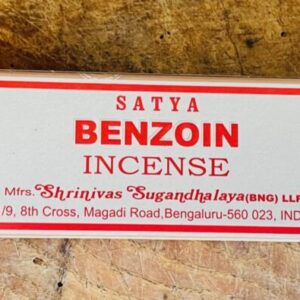 SATYA
BENZOIN
INCENSE
Mfrs. Shrinivas Sugandhalaya (BNG) LLP
/9, 8th Cross, Magadi Road, Bengaluru-560 023, IND